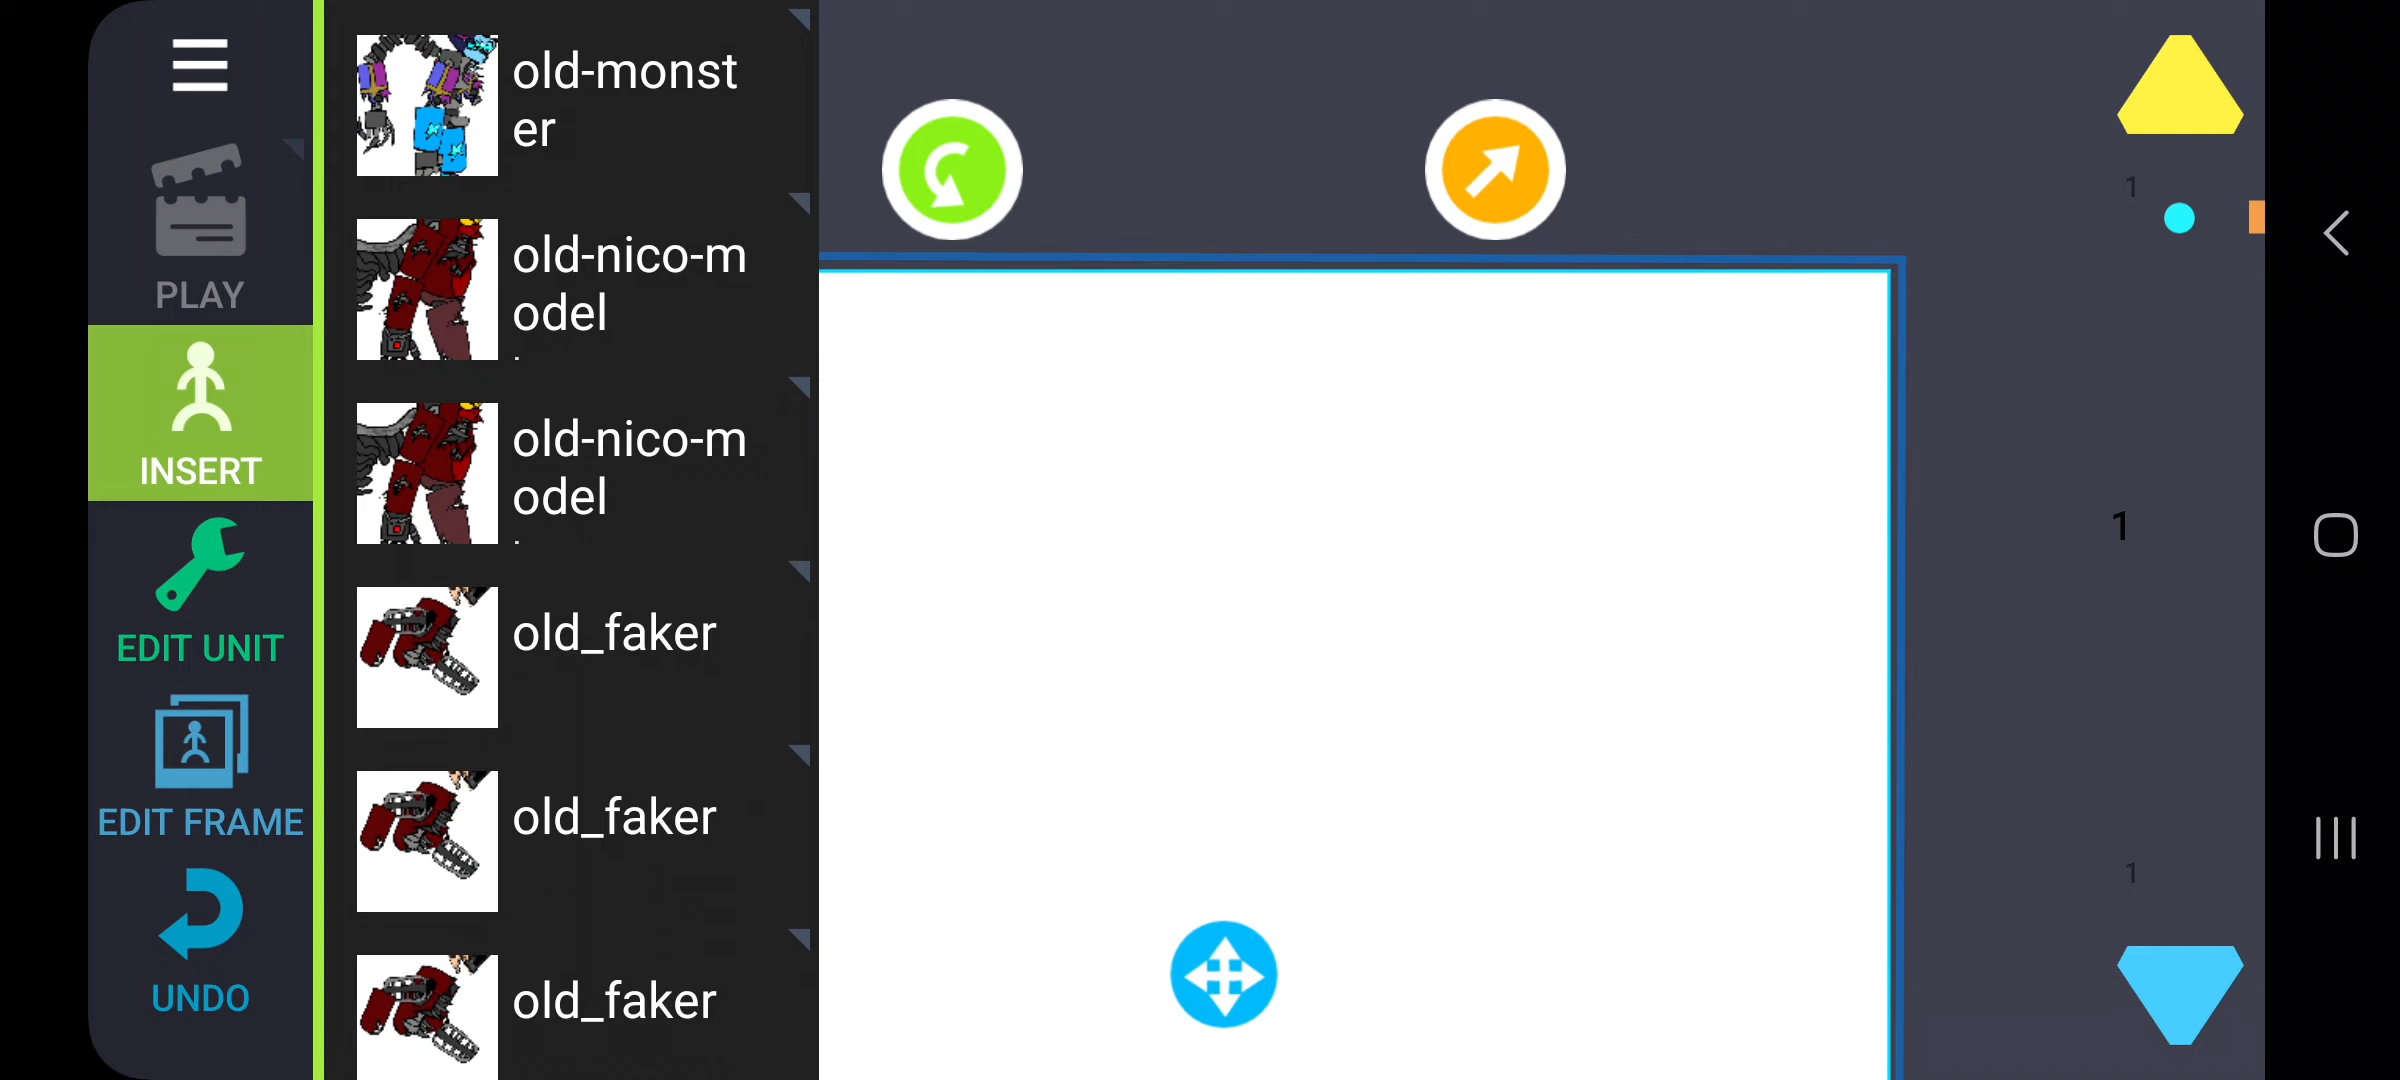 PLAY
INSERT
EDIT UNIT
EDIT FRAME
UNDO
old-monst
er
old-nico-m
odel
old-nico-m
odel
old_faker
old_faker
old_faker
1
1
1